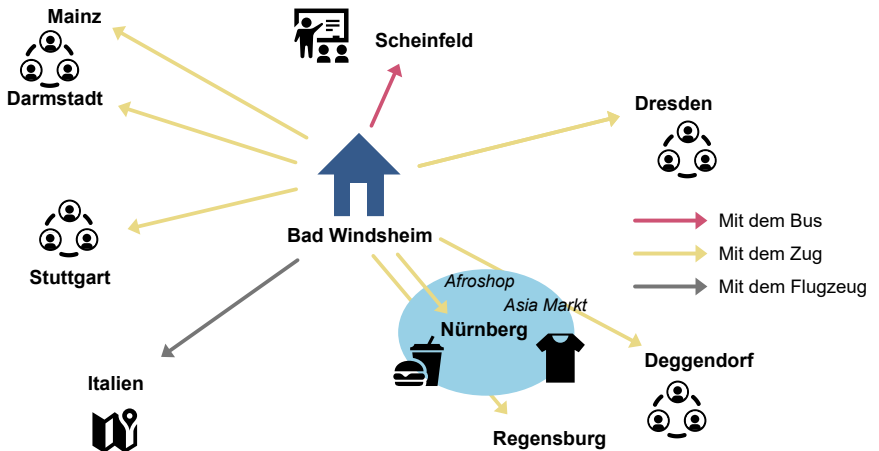 Mainz
Scheinfeld
Darmstadt
Dresden
Mit dem Bus
Bad Windsheim
Mit dem Zug
Stuttgart
Afroshop
Mit dem Flugzeug
Asia Markt
Nürnberg
Deggendorf
Italien
Regensburg